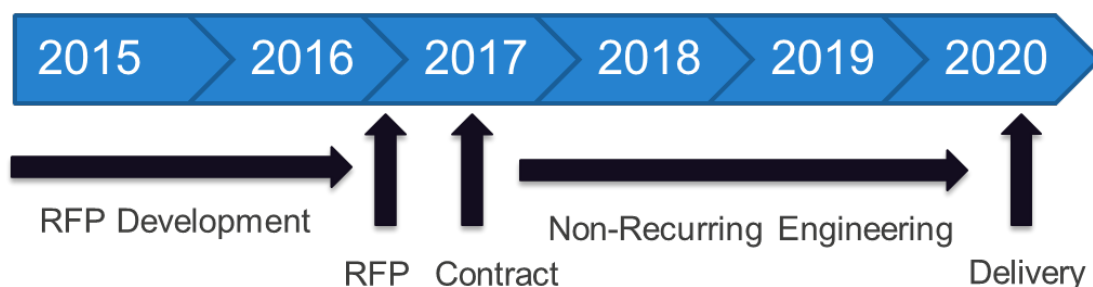 2015 2016 2017 2018 2019 2020
RFP Development
Non-Recurring Engineering
RFP Contract Delivery